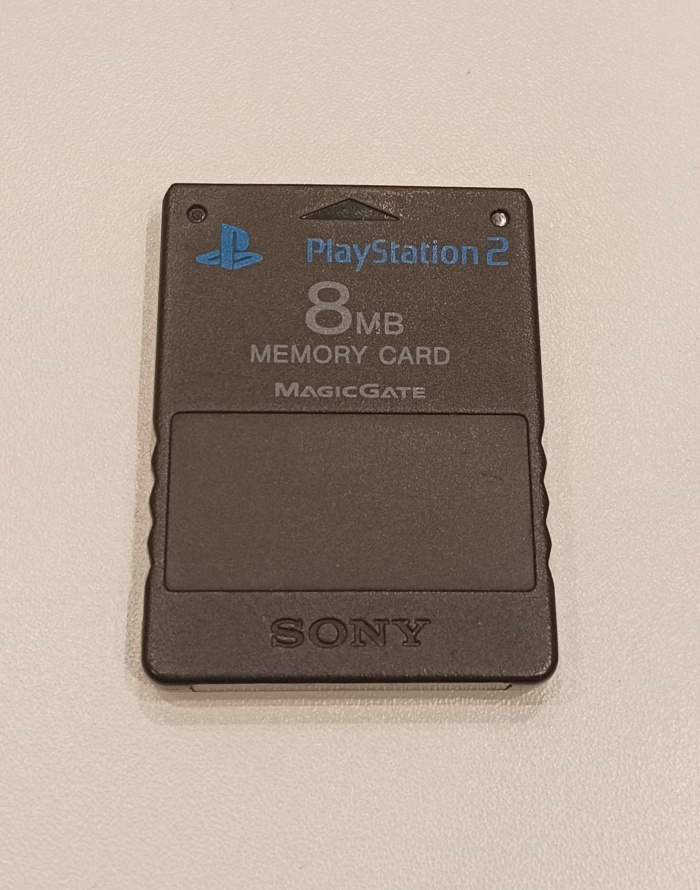 PlayStation 2
8MB
MEMORY CARD
MAGICGATE
SONY